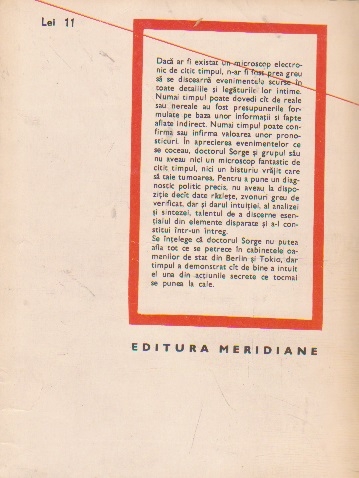 Lei 11
Dacă ar fi existat un microscop electro-
nic de citit timpul, n-ar fi fost prea greu
să se discearnă evenimentele scurse în
toate detaliile și legăturile lor intime.
Numai timpul poate dovedi cît de reale
sau nereale au fost presupunerile for-
mulate pe baza unor informații și fapte
aflate indirect. Numai timpul poate con-
firma sau infirma valoarea unor prono-
sticuri. În aprecierea evenimentelor ce
se coceau, doctorul Sorge și grupul său
nu aveau nici un microscop fantastic de
citit timpul, nici un bisturiu vrăjit care
să taie tumoarea. Pentru a pune un diag-
nostic politic precis, nu aveau la dispo-
ziție decît date răzlețe, zvonuri greu de
verificat, dar și darul intuiției, al analizei
și sintezei, talentul de a discerne esen-
țialul din elemente disparate și a-l con-
stitui într-un întreg.
Se înțelege că doctorul Sorge nu putea
afla tot ce se petrece în cabinetele oa-
menilor de stat din Berlin și Tokio, dar
timpul a demonstrat cît de bine a intuit
el una din acțiunile secrete ce tocmai
se punea la cale.
EDITURA MERIDIANE